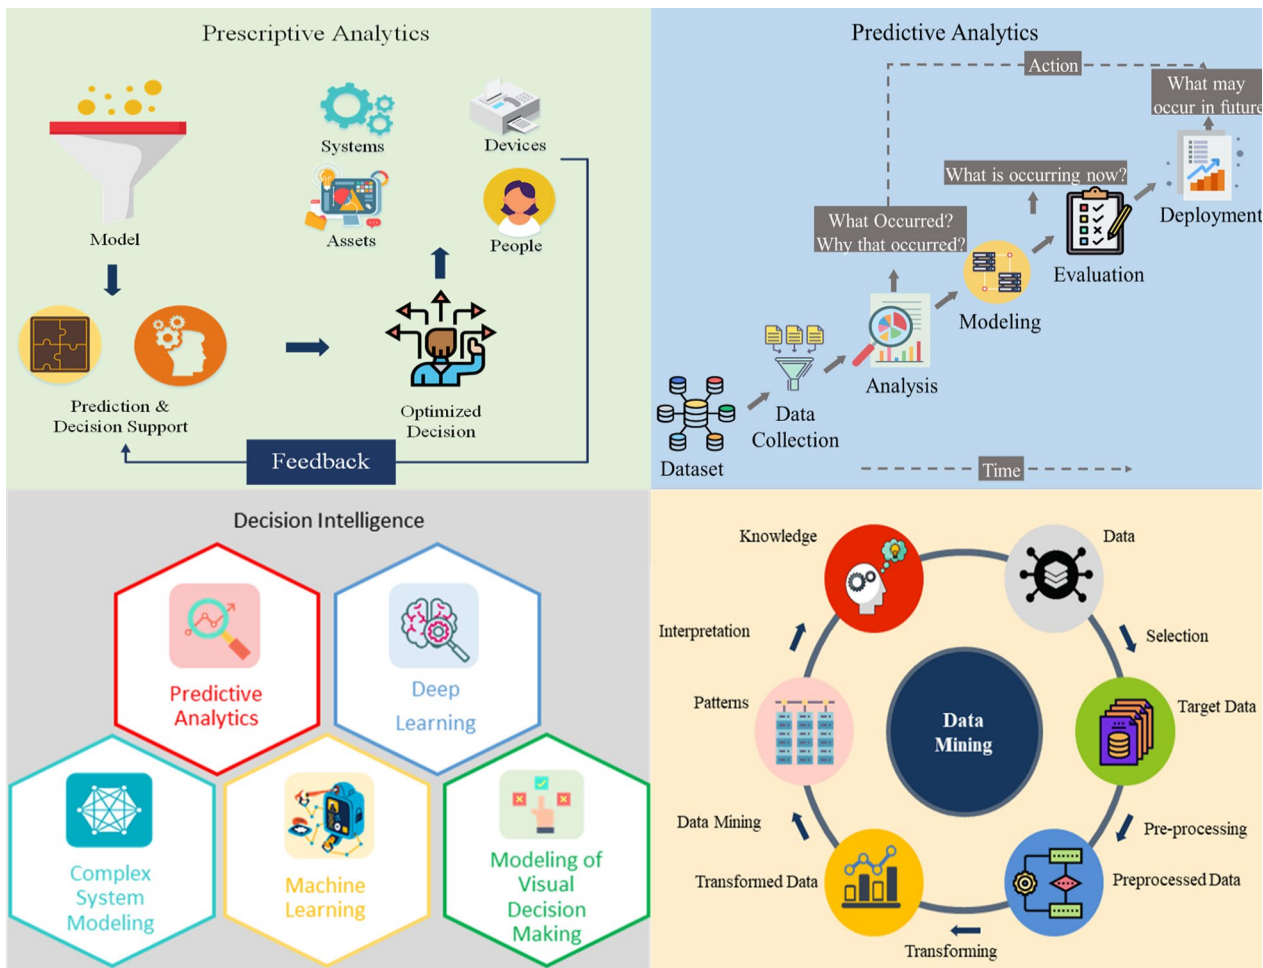 Prescriptive Analytics
Model
Systems
Devices
Assets
People
Prediction &
Decision Support
Optimized
Decision
Feedback
Predictive Analytics
Action
What may
occur in future
What is occurring now?
What Occurred?
Why that occurred?
Deployment
Evaluation
Modeling
Analysis
Data
Collection
Dataset
Time
Decision Intelligence
Predictive
Analytics
Deep
Learning
Complex
System
Modeling
Machine
Learning
Modeling of
Visual
Decision
Making
Knowledge
Data
Interpretation
Selection
Patterns
Data
Mining
Target Data
Data Mining
Pre-processing
Transformed Data
Preprocessed Data
Transforming